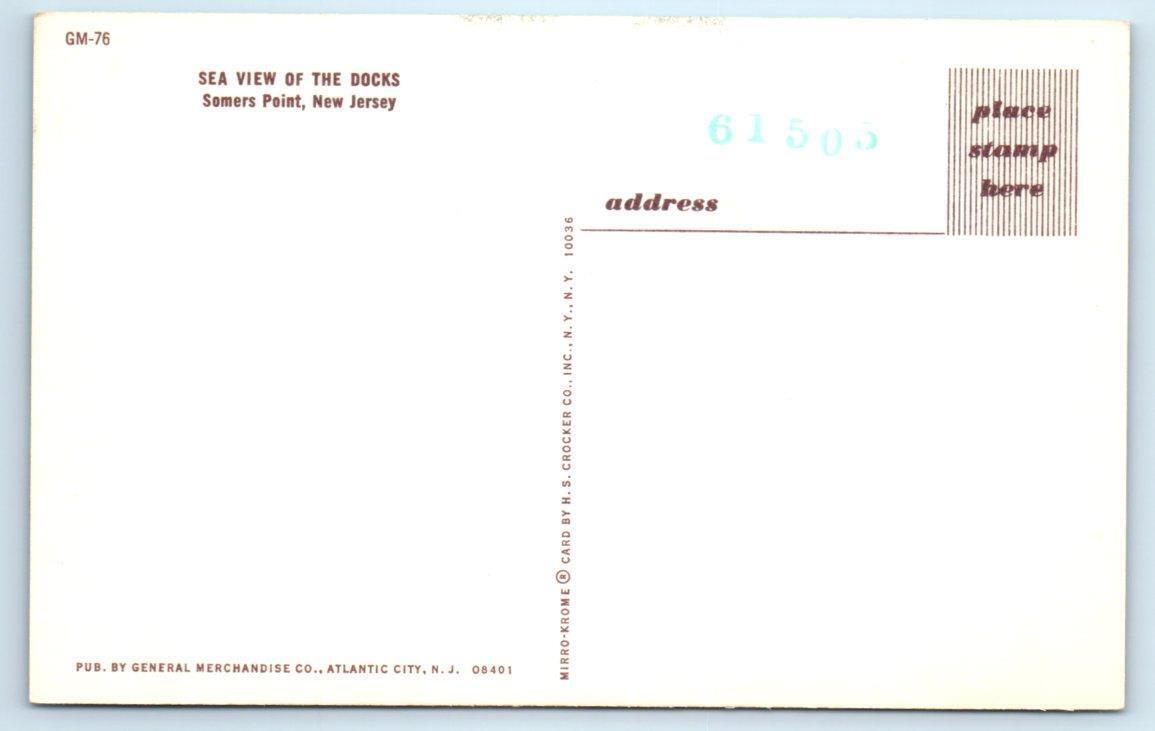 GM-76
SEA VIEW OF THE DOCKS
Somers Point, New Jersey
61505
place
stamp
here
address
MIRRO-KROME ® CARD BY H.S. CROCKER CO., INC., N.Y., N.Y. 10036
PUB. BY GENERAL MERCHANDISE CO., ATLANTIC CITY, N. J. 08401